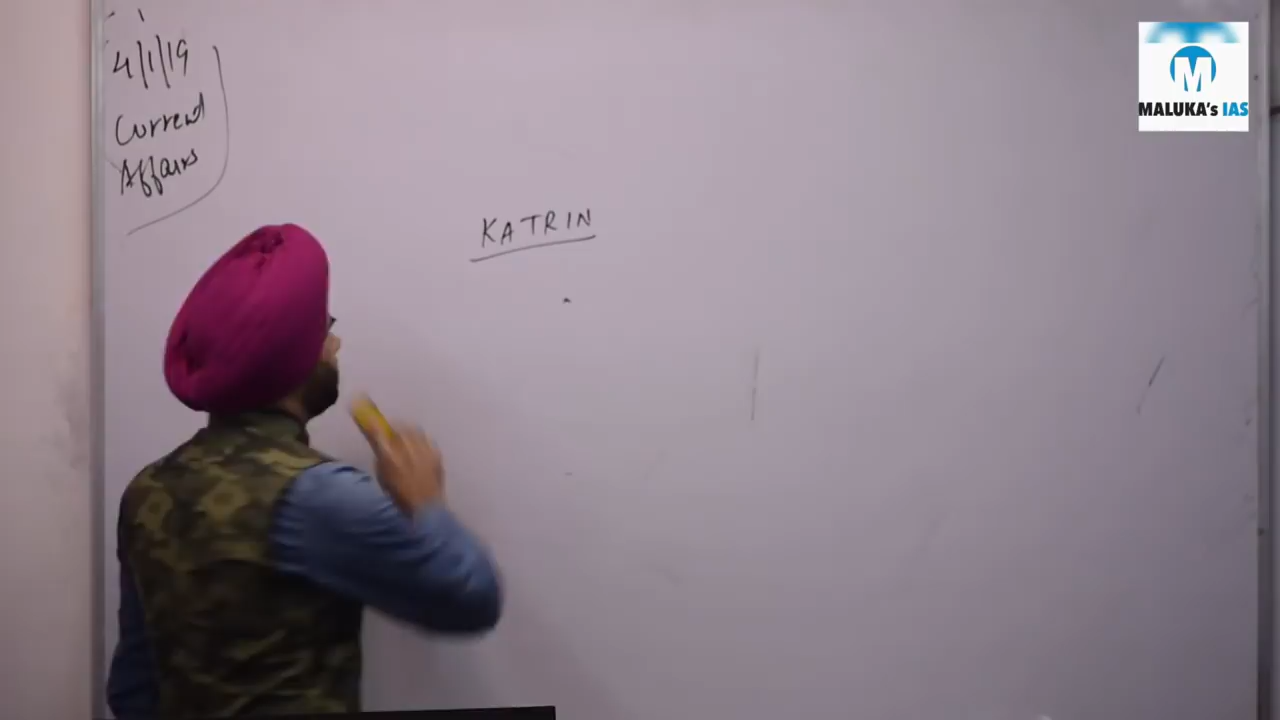 4/1/19
Current
Affairs
KATRIN
M
MALUKA's IAS